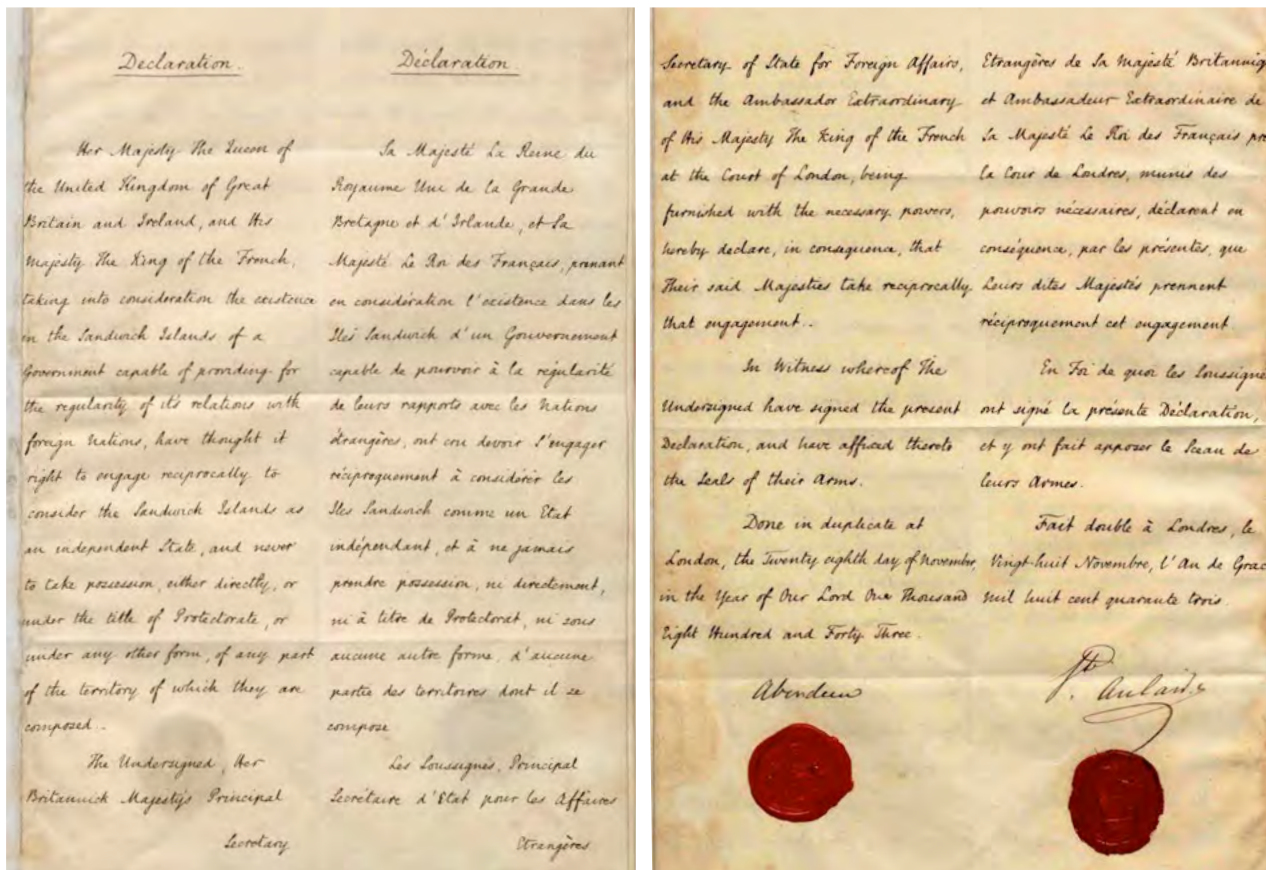 Declaration.
Her Majesty The Queen of
the United Kingdom of Great
Britain and Ireland, and His
Majesty The King of the French,
taking into consideration the existence
in the Sandwich Islands of a
Government capable of providing for
the regularity of its relations with
foreign Nations, have thought it
right to engage reciprocally to
consider the Sandwich Islands as
an independent State, and never
to take possession, either directly, or
under the title of Protectorate, or
under any other form, of any part
of the territory of which they are
composed..
The Undersigned, Her
Britannick Majesty's Principal
Secretary
Déclaration
Sa Majesté La Reine du
Royaume Uni de la Grande
Bretagne et d'Irlande, et Sa
Majesté Le Roi des Français, prenant
en considération l'existence dans les
Iles Sandwich d'un Gouvernement
capable de pourvoir à la régularité
de leurs rapports avec les Nations
étrangères, ont cru devoir s'engager
réciproquement à considérer les
Iles Sandwich comme un Etat
indépendant, et à ne jamais
prendre possession, ni directement,
ni à titre de Protectorat, ni sous
aucune autre forme, d'aucune
partie des territoires dont il se
compose
Les Soussignés, Principal
Secrétaire d'Etat pour les Affaires
Etrangères
Secretary of State for Foreign Affairs,
and the Ambassador Extraordinary
of His Majesty The King of the French
at the Court of London, being
furnished with the necessary powers,
hereby declare, in consequence, that
Their said Majesties take reciprocally
that engagement..
In Witness whereof The
Undersigned have signed the present
Declaration, and have affixed thereto
the Seals of their Arms.
Done in duplicate at
London, the Twenty eighth day of November,
in the Year of Our Lord One Thousand
Eight Hundred and Forty Three.
Aberdeen
Etrangères de Sa Majesté Britanniq
et Ambassadeur Extraordinaire de
Sa Majesté Le Roi des Français pre
la Cour de Londres, munis des
pouvoirs nécessaires, déclarent en
conséquence, par les présentes, que
Leurs dites Majestés prennent
réciproquement cet engagement.
En Foi de quoi les Soussigné
ont signé la présente Déclaration,
et y ont fait apposer le Sceau de
leurs Armes.
Fait double à Londres, le
Vingt-huit Novembre, l'An de Grac
mil huit cent quarante trois.
St. Aulaire